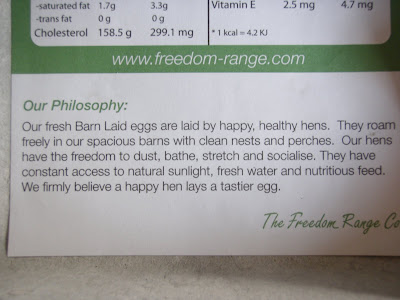 -saturated fat 1.7g 3.3g Vitamin E 2.5 mg 4.7 mg
-trans fat 0 g 0 g
Cholesterol 158.5 g 299.1 mg * 1 kcal = 4.2 KJ
www.freedom-range.com
Our Philosophy:
Our fresh Barn Laid eggs are laid by happy, healthy hens. They roam
freely in our spacious barns with clean nests and perches. Our hens
have the freedom to dust, bathe, stretch and socialise. They have
constant access to natural sunlight, fresh water and nutritious feed.
We firmly believe a happy hen lays a tastier egg.
The Freedom Range Co